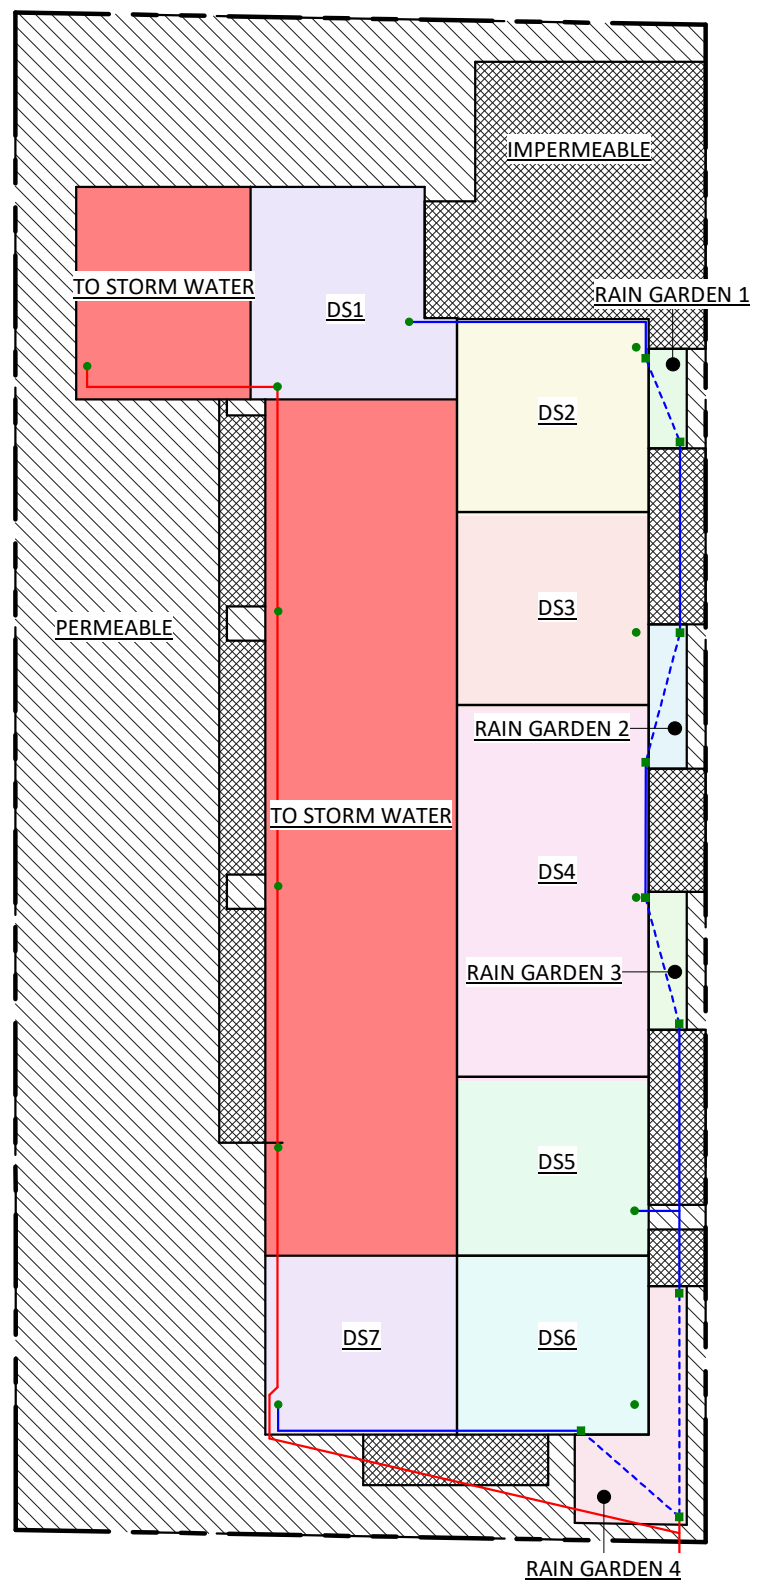 IMPERMEABLE
TO STORM WATER
RAIN GARDEN 1
DS1
DS2
DS3
PERMEABLE
RAIN GARDEN 2
TO STORM WATER
DS4
RAIN GARDEN 3
DS5
DS7
DS6
RAIN GARDEN 4